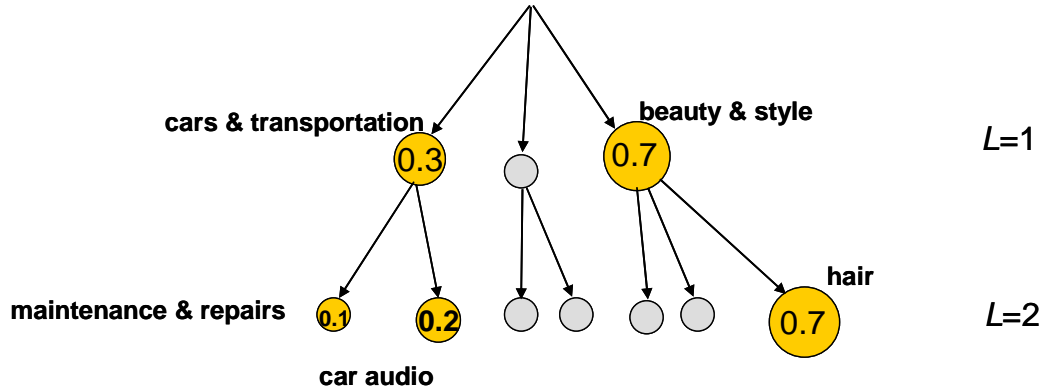 beauty & style
cars & transportation
L=1
0.3
0.7
hair
maintenance & repairs
0.1
0.2
0.7
L=2
car audio